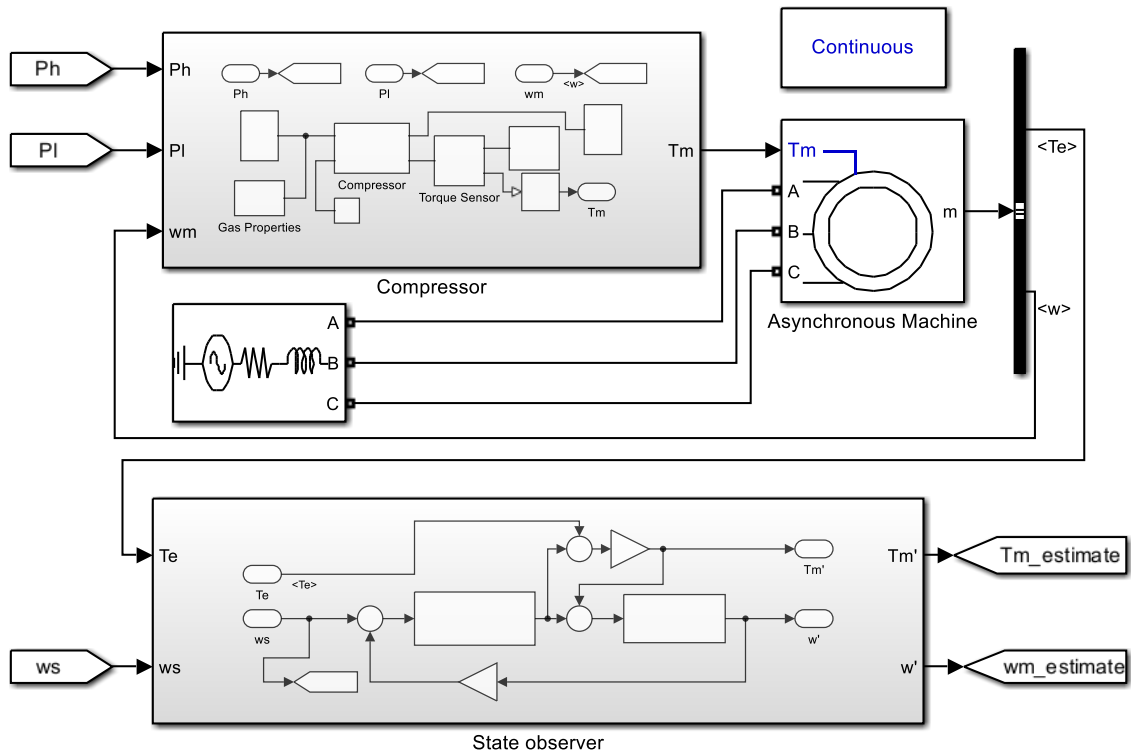 Continuous
Ph
Ph
Ph
Pl
wm
<w>
Pl
Pl
Compressor
Torque Sensor
Gas Properties
Tm
Tm
wm
Compressor
Tm
A
B
C
m
Asynchronous Machine
<Te>
<w>
A
B
C
Te
Te
<Te>
ws
ws
ws
Tm'
w'
Tm'
w'
Tm_estimate
wm_estimate
State observer